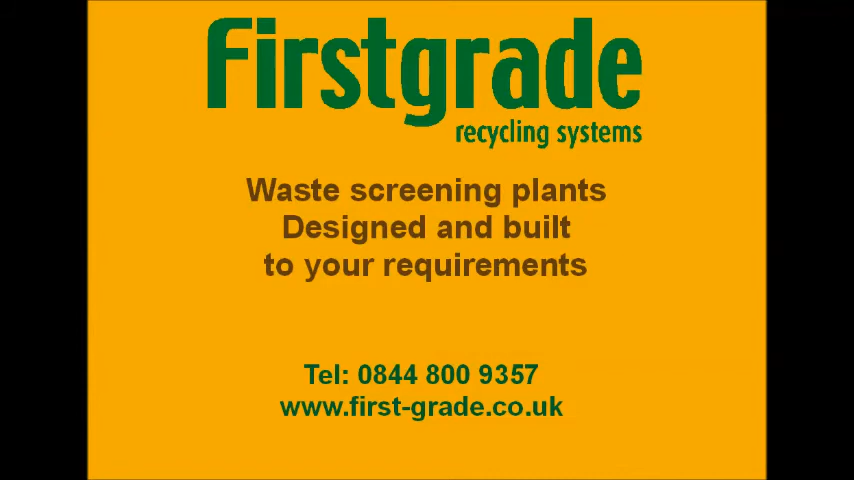 Firstgrade
recycling systems
Waste screening plants
Designed and built
to your requirements
Tel: 0844 800 9357
www.first-grade.co.uk